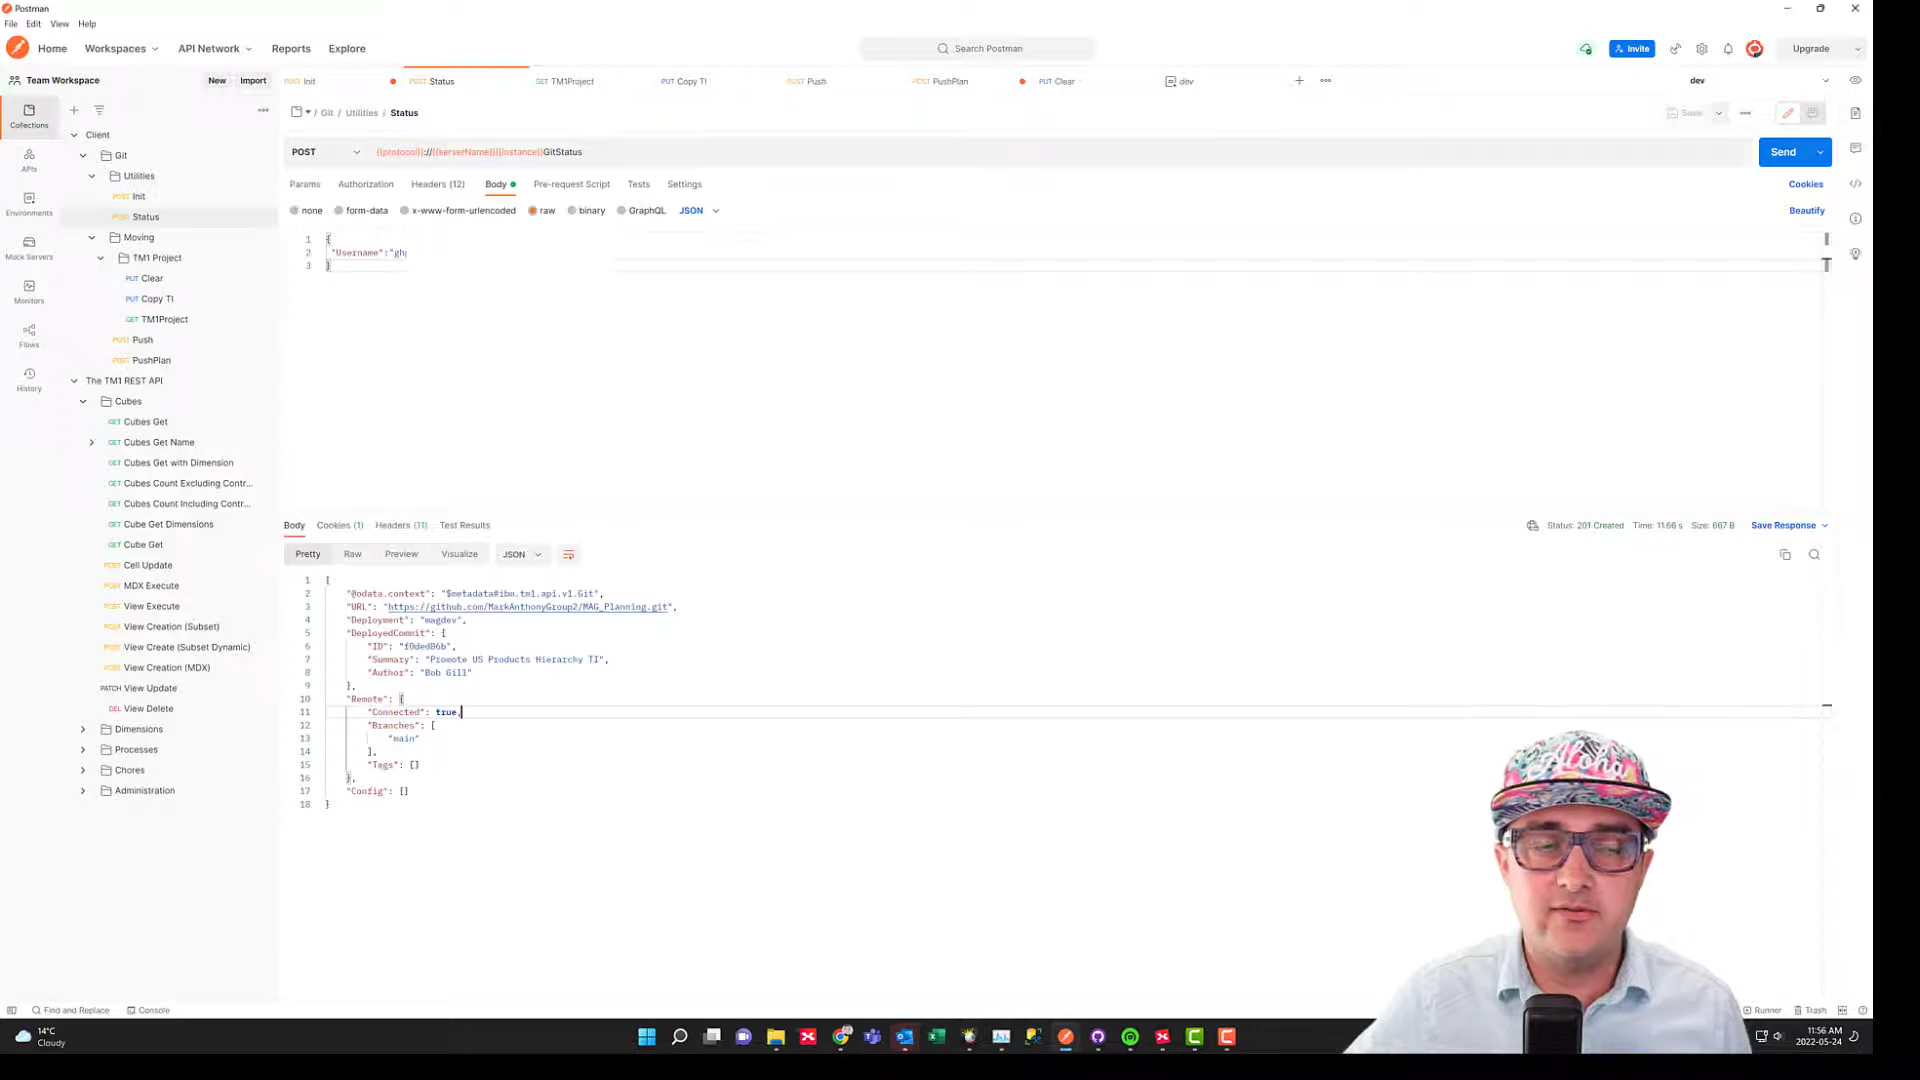 Postman
File Edit View Help
Home Workspaces API Network Reports Explore
Search Postman
Invite
Upgrade
Team Workspace
New Import
POST Init
POST Status
GET TM1Project
PUT Copy TI
POST Push
POST PushPlan
PUT Clear
dev
dev
Collections
APIs
Environments
Mock Servers
Monitors
Flows
History
Client
Git
Utilities
POST Init
POST Status
Moving
TM1 Project
PUT Clear
PUT Copy TI
GET TM1Project
POST Push
POST PushPlan
The TM1 REST API
Cubes
GET Cubes Get
GET Cubes Get Name
GET Cubes Get with Dimension
GET Cubes Count Excluding Contr...
GET Cubes Count Including Contr...
GET Cube Get Dimensions
GET Cube Get
POST Cell Update
POST MDX Execute
POST View Execute
POST View Creation (Subset)
POST View Create (Subset Dynamic)
POST View Creation (MDX)
PATCH View Update
DEL View Delete
Dimensions
Processes
Chores
Administration
/ Git / Utilities / Status
Save
POST {{protocol}}://{{serverName}}{{instance}}GitStatus
Send
Params Authorization Headers (12) Body Pre-request Script Tests Settings
Cookies
none form-data x-www-form-urlencoded raw binary GraphQL JSON
Beautify
1 {
2 "Username":"ghp
3 }
Body Cookies (1) Headers (11) Test Results
Status: 201 Created Time: 11.66 s Size: 667 B Save Response
Pretty Raw Preview Visualize JSON
1 {
2 "@odata.context": "$metadata#ibm.tm1.api.v1.Git",
3 "URL": "https://github.com/MarkAnthonyGroup2/MAG_Planning.git",
4 "Deployment": "magdev",
5 "DeployedCommit": {
6 "ID": "f0ded86b",
7 "Summary": "Promote US Products Hierarchy TI",
8 "Author": "Bob Gill"
9 },
10 "Remote": {
11 "Connected": true,
12 "Branches": [
13 "main"
14 ],
15 "Tags": []
16 },
17 "Config": {}
18 }
Aloha
Find and Replace Console
Runner Trash
14°C
Cloudy
11:56 AM
2022-05-24